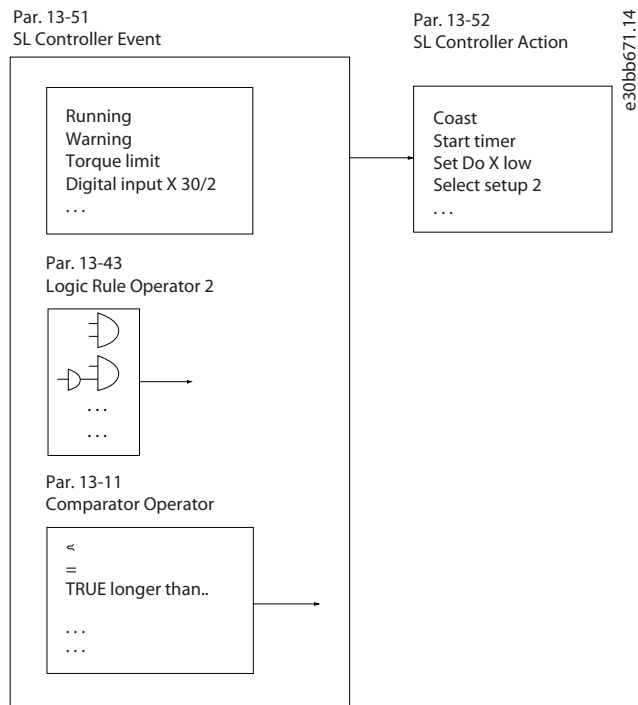 Par. 13-51
SL Controller Event
Par. 13-52
SL Controller Action
e30bb671.14
Running
Warning
Torque limit
Digital input X 30/2
. . .
Coast
Start timer
Set Do X low
Select setup 2
. . .
Par. 13-43
Logic Rule Operator 2
. . .
. . .
Par. 13-11
Comparator Operator
<
=
TRUE longer than..
. . .
. . .